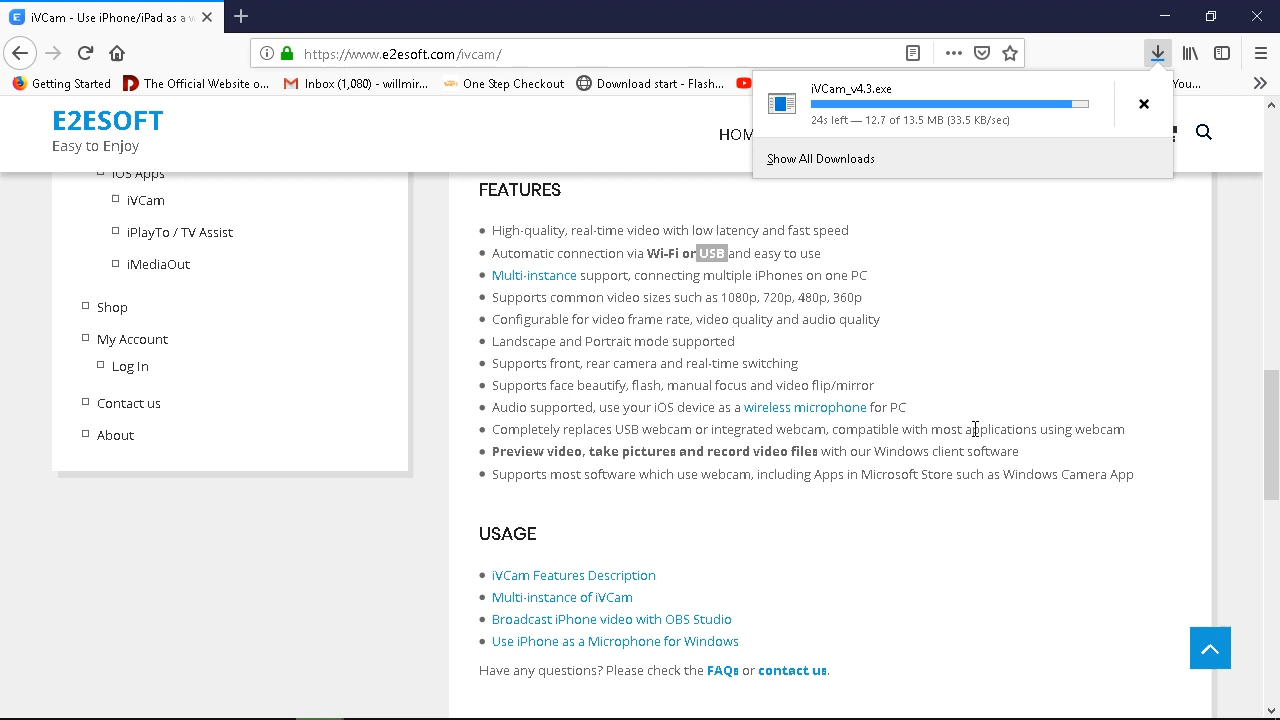 iVCam - Use iPhone/iPad as a w
https://www.e2esoft.com/ivcam/
Getting Started
The Official Website o...
Inbox (1,080) - willmir...
One Step Checkout
Download start - Flash...
You...
iVCam_v4.3.exe
24s left — 12.7 of 13.5 MB (33.5 KB/sec)
Show All Downloads
E2ESOFT
Easy to Enjoy
HOM
iOS Apps
iVCam
iPlayTo / TV Assist
iMediaOut
Shop
My Account
Log In
Contact us
About
FEATURES
High-quality, real-time video with low latency and fast speed
Automatic connection via Wi-Fi or USB and easy to use
Multi-instance support, connecting multiple iPhones on one PC
Supports common video sizes such as 1080p, 720p, 480p, 360p
Configurable for video frame rate, video quality and audio quality
Landscape and Portrait mode supported
Supports front, rear camera and real-time switching
Supports face beautify, flash, manual focus and video flip/mirror
Audio supported, use your iOS device as a wireless microphone for PC
Completely replaces USB webcam or integrated webcam, compatible with most applications using webcam
Preview video, take pictures and record video files with our Windows client software
Supports most software which use webcam, including Apps in Microsoft Store such as Windows Camera App
USAGE
iVCam Features Description
Multi-instance of iVCam
Broadcast iPhone video with OBS Studio
Use iPhone as a Microphone for Windows
Have any questions? Please check the FAQs or contact us.